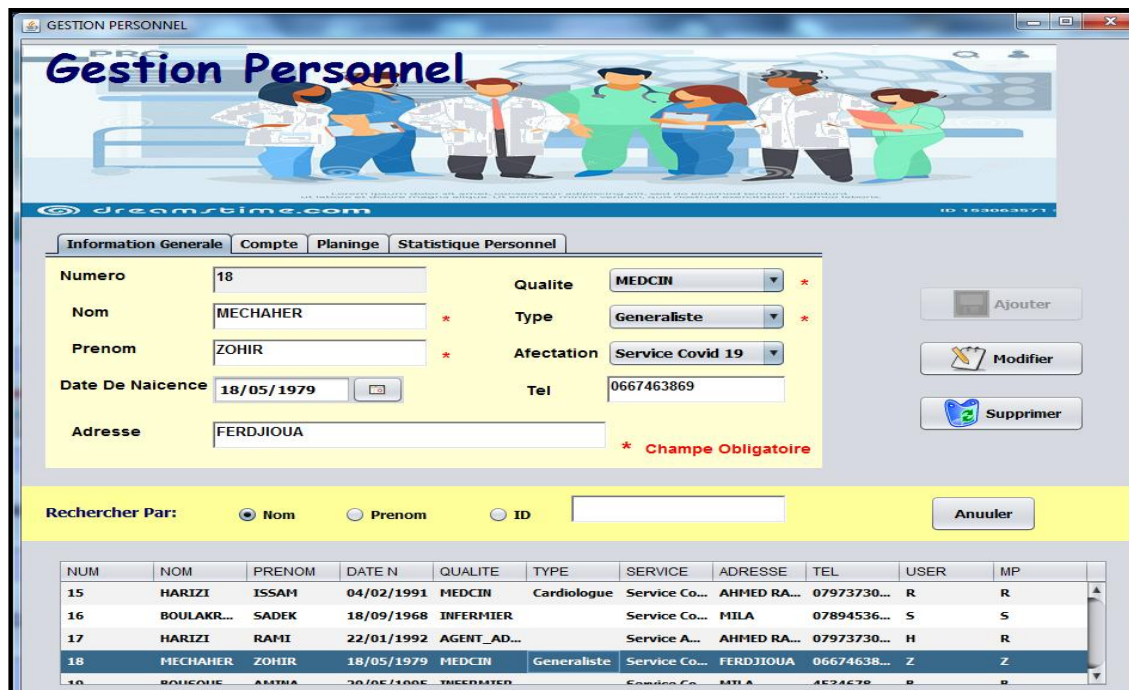 GESTION PERSONNEL
PRO
Gestion Personnel
dreamstime.com
ID 153063571
Information Generale Compte Planinge Statistique Personnel
Numero 18 Qualite MEDCIN *
Nom MECHAHER * Type Generaliste *
Prenom ZOHIR * Afectation Service Covid 19
Date De Naicence 18/05/1979 Tel 0667463869
Adresse FERDJIOUA
* Champe Obligatoire
Ajouter
Modifier
Supprimer
Rechercher Par: Nom Prenom ID Anuuler
NUM NOM PRENOM DATE N QUALITE TYPE SERVICE ADRESSE TEL USER MP
15 HARIZI ISSAM 04/02/1991 MEDCIN Cardiologue Service Co... AHMED RA... 07973730... R R
16 BOULAKR... SADEK 18/09/1968 INFERMIER Service Co... MILA 07894536... S S
17 HARIZI RAMI 22/01/1992 AGENT_AD... Service A... AHMED RA... 07973730... H R
18 MECHAHER ZOHIR 18/05/1979 MEDCIN Generaliste Service Co... FERDJIOUA 06674638... Z Z